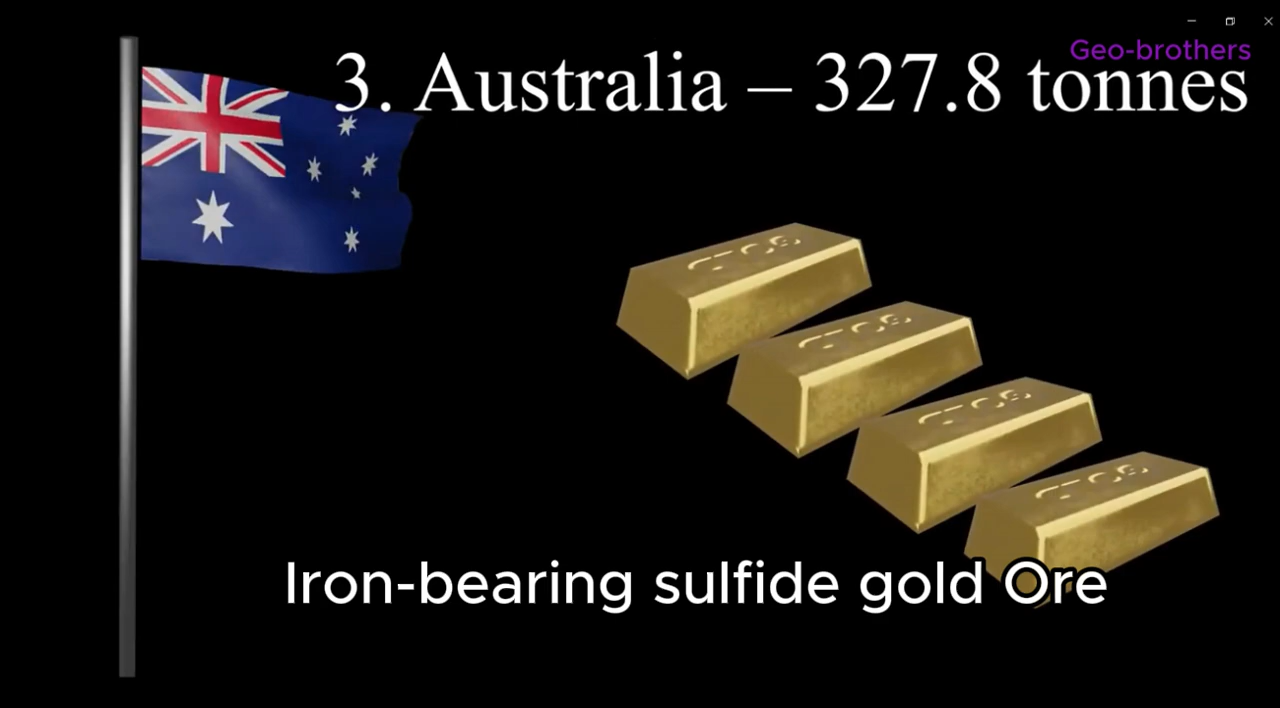 Geo-brothers
3. Australia – 327.8 tonnes
Iron-bearing sulfide gold Ore